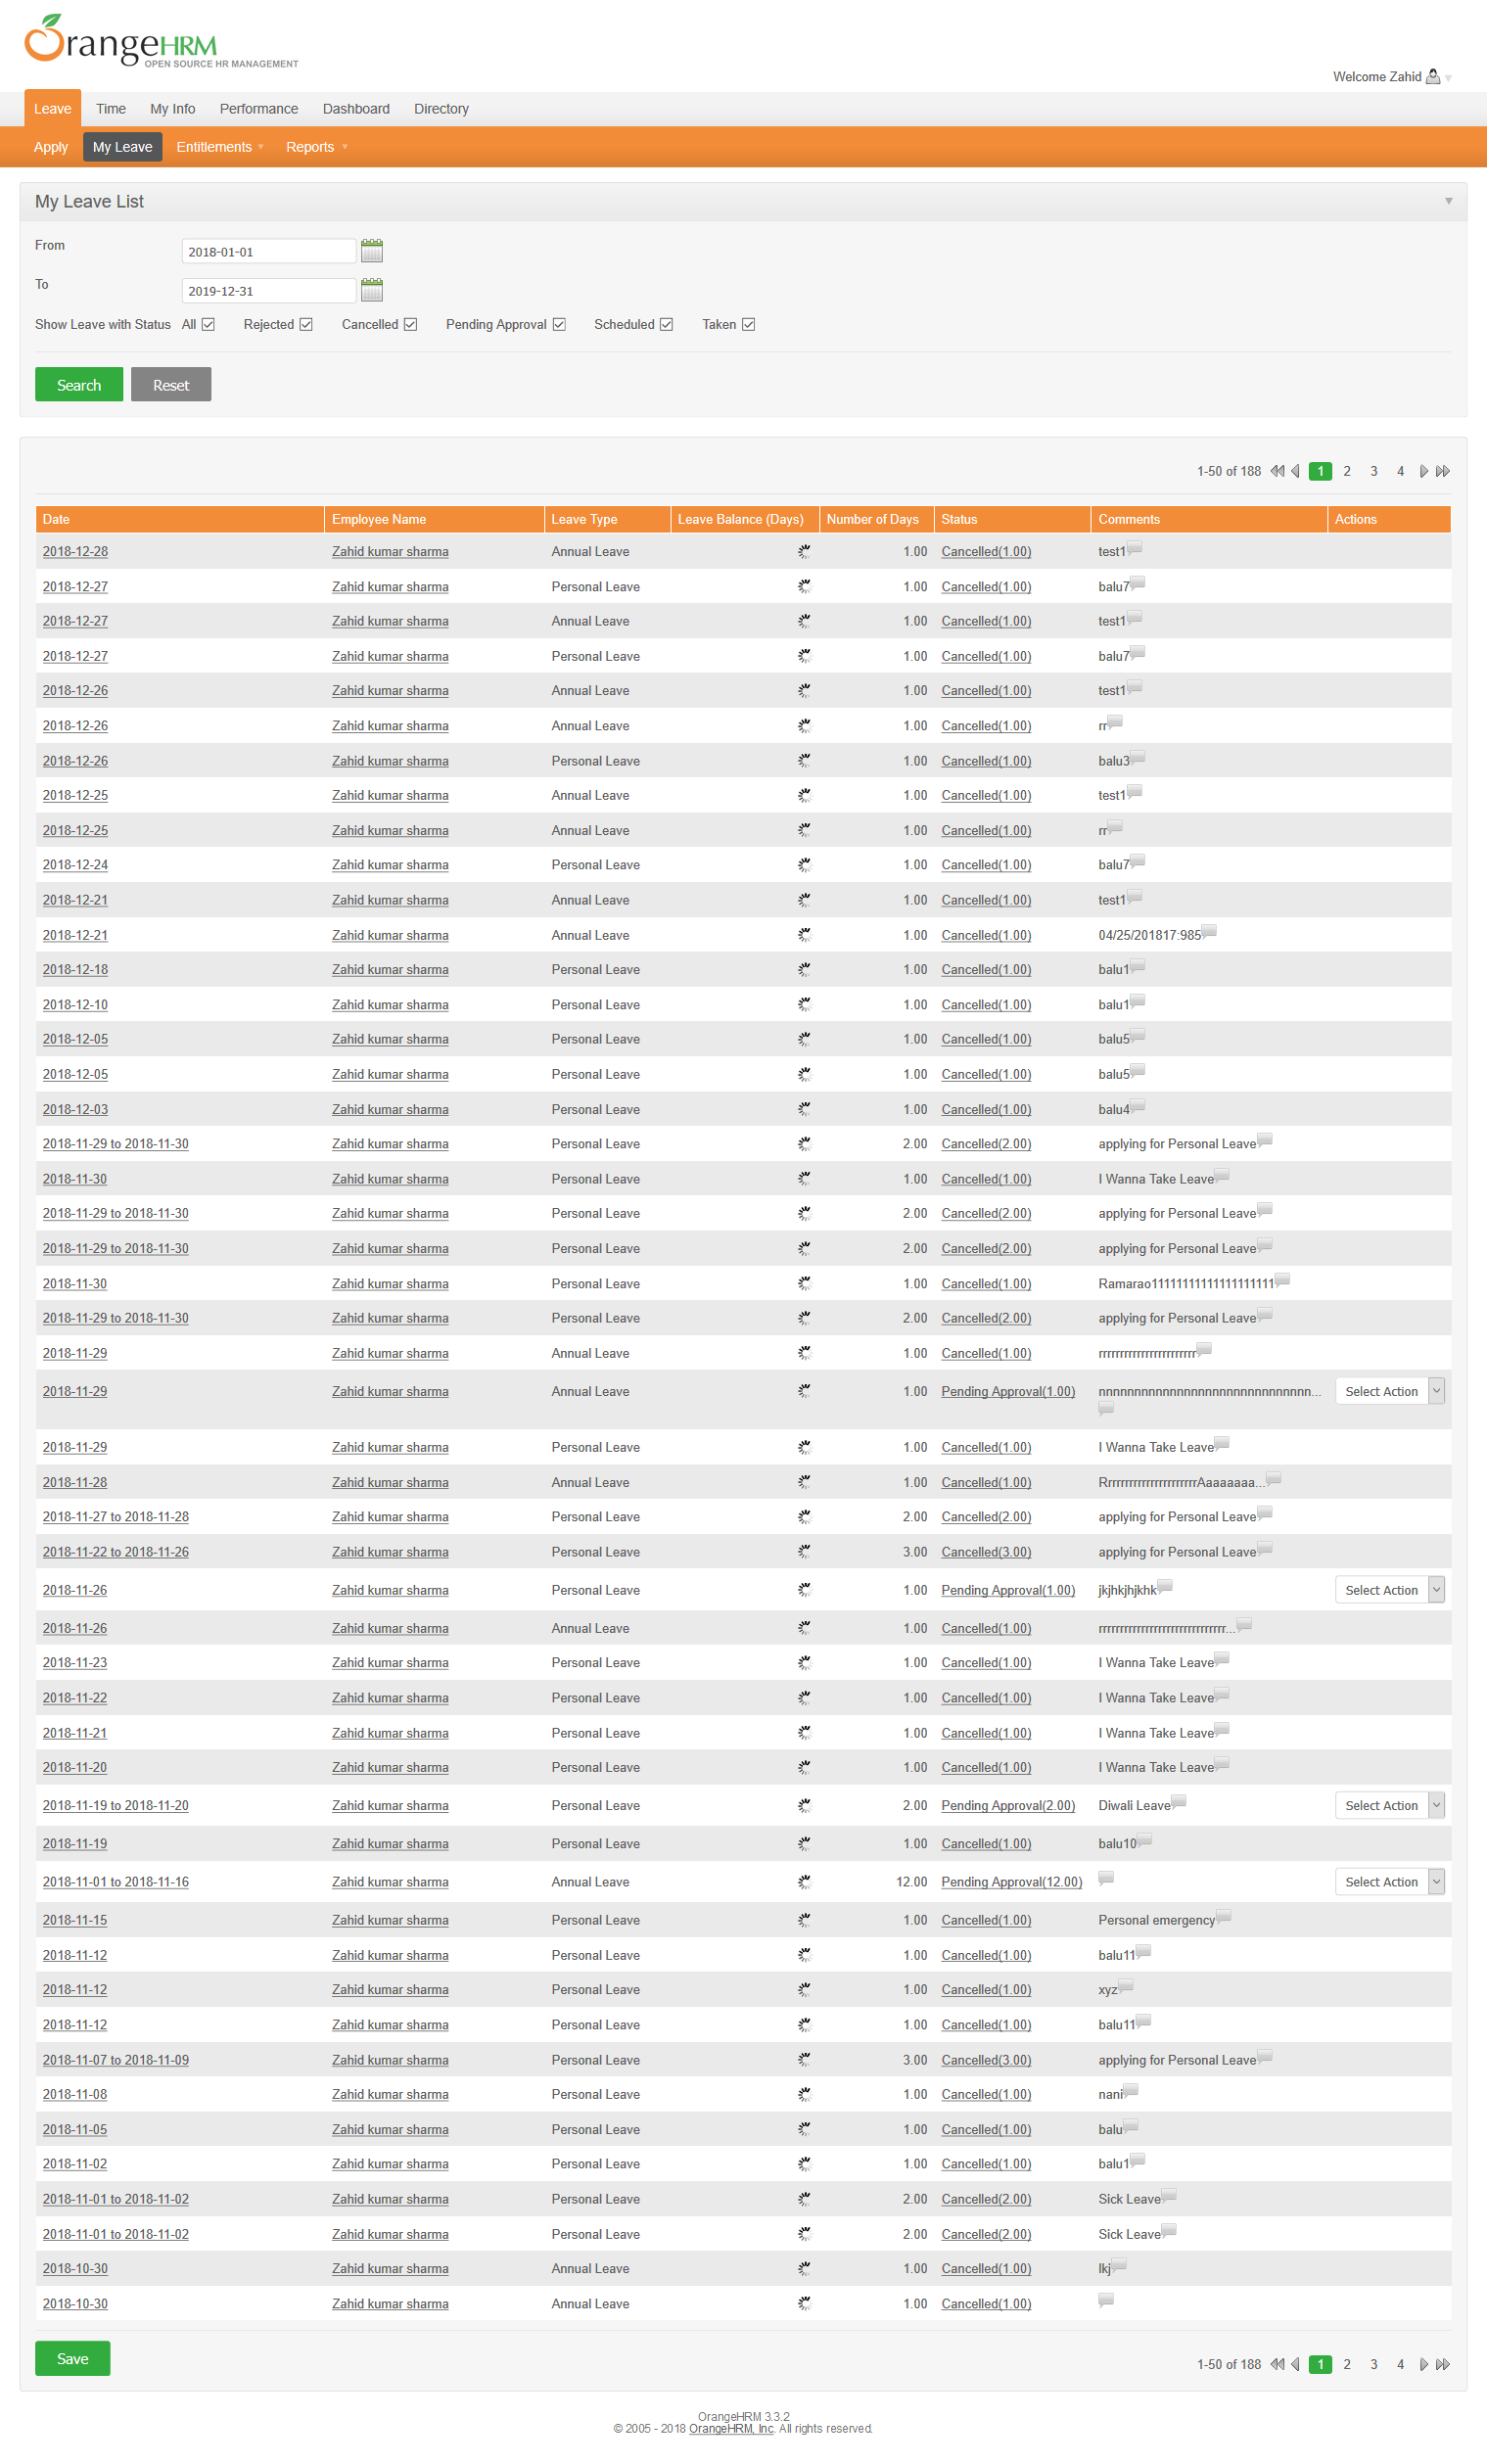 OrangeHRM
OPEN SOURCE HR MANAGEMENT
Welcome Zahid
Leave Time My Info Performance Dashboard Directory
Apply My Leave Entitlements Reports
My Leave List
From 2018-01-01
To 2019-12-31
Show Leave with Status All Rejected Cancelled Pending Approval Scheduled Taken
Search Reset
1-50 of 188 1 2 3 4
Date Employee Name Leave Type Leave Balance (Days) Number of Days Status Comments Actions
2018-12-28 Zahid kumar sharma Annual Leave 1.00 Cancelled(1.00) test1
2018-12-27 Zahid kumar sharma Personal Leave 1.00 Cancelled(1.00) balu7
2018-12-27 Zahid kumar sharma Annual Leave 1.00 Cancelled(1.00) test1
2018-12-27 Zahid kumar sharma Personal Leave 1.00 Cancelled(1.00) balu7
2018-12-26 Zahid kumar sharma Annual Leave 1.00 Cancelled(1.00) test1
2018-12-26 Zahid kumar sharma Annual Leave 1.00 Cancelled(1.00) rr
2018-12-26 Zahid kumar sharma Personal Leave 1.00 Cancelled(1.00) balu3
2018-12-25 Zahid kumar sharma Annual Leave 1.00 Cancelled(1.00) test1
2018-12-25 Zahid kumar sharma Annual Leave 1.00 Cancelled(1.00) rr
2018-12-24 Zahid kumar sharma Personal Leave 1.00 Cancelled(1.00) balu7
2018-12-21 Zahid kumar sharma Annual Leave 1.00 Cancelled(1.00) test1
2018-12-21 Zahid kumar sharma Annual Leave 1.00 Cancelled(1.00) 04/25/201817:985
2018-12-18 Zahid kumar sharma Personal Leave 1.00 Cancelled(1.00) balu1
2018-12-10 Zahid kumar sharma Personal Leave 1.00 Cancelled(1.00) balu1
2018-12-05 Zahid kumar sharma Personal Leave 1.00 Cancelled(1.00) balu5
2018-12-05 Zahid kumar sharma Personal Leave 1.00 Cancelled(1.00) balu5
2018-12-03 Zahid kumar sharma Personal Leave 1.00 Cancelled(1.00) balu4
2018-11-29 to 2018-11-30 Zahid kumar sharma Personal Leave 2.00 Cancelled(2.00) applying for Personal Leave
2018-11-30 Zahid kumar sharma Personal Leave 1.00 Cancelled(1.00) I Wanna Take Leave
2018-11-29 to 2018-11-30 Zahid kumar sharma Personal Leave 2.00 Cancelled(2.00) applying for Personal Leave
2018-11-29 to 2018-11-30 Zahid kumar sharma Personal Leave 2.00 Cancelled(2.00) applying for Personal Leave
2018-11-30 Zahid kumar sharma Personal Leave 1.00 Cancelled(1.00)
2018-11-29 to 2018-11-30 Zahid kumar sharma Personal Leave 2.00 Cancelled(2.00) applying for Personal Leave
2018-11-29 Zahid kumar sharma Annual Leave 1.00 Cancelled(1.00)
2018-11-29 Zahid kumar sharma Annual Leave 1.00 Pending Approval(1.00) Select Action
2018-11-29 Zahid kumar sharma Personal Leave 1.00 Cancelled(1.00) I Wanna Take Leave
2018-11-28 Zahid kumar sharma Annual Leave 1.00 Cancelled(1.00)
2018-11-27 to 2018-11-28 Zahid kumar sharma Personal Leave 2.00 Cancelled(2.00) applying for Personal Leave
2018-11-22 to 2018-11-26 Zahid kumar sharma Personal Leave 3.00 Cancelled(3.00) applying for Personal Leave
2018-11-26 Zahid kumar sharma Personal Leave 1.00 Pending Approval(1.00) jkjhkjhjkhk Select Action
2018-11-26 Zahid kumar sharma Annual Leave 1.00 Cancelled(1.00)
2018-11-23 Zahid kumar sharma Personal Leave 1.00 Cancelled(1.00) I Wanna Take Leave
2018-11-22 Zahid kumar sharma Personal Leave 1.00 Cancelled(1.00) I Wanna Take Leave
2018-11-21 Zahid kumar sharma Personal Leave 1.00 Cancelled(1.00) I Wanna Take Leave
2018-11-20 Zahid kumar sharma Personal Leave 1.00 Cancelled(1.00) I Wanna Take Leave
2018-11-19 to 2018-11-20 Zahid kumar sharma Personal Leave 2.00 Pending Approval(2.00) Diwali Leave Select Action
2018-11-19 Zahid kumar sharma Personal Leave 1.00 Cancelled(1.00) balu10
2018-11-01 to 2018-11-16 Zahid kumar sharma Annual Leave 12.00 Pending Approval(12.00) Select Action
2018-11-15 Zahid kumar sharma Personal Leave 1.00 Cancelled(1.00) Personal emergency
2018-11-12 Zahid kumar sharma Personal Leave 1.00 Cancelled(1.00) balu11
2018-11-12 Zahid kumar sharma Personal Leave 1.00 Cancelled(1.00) xyz
2018-11-12 Zahid kumar sharma Personal Leave 1.00 Cancelled(1.00) balu11
2018-11-07 to 2018-11-09 Zahid kumar sharma Personal Leave 3.00 Cancelled(3.00) applying for Personal Leave
2018-11-08 Zahid kumar sharma Personal Leave 1.00 Cancelled(1.00) nani
2018-11-05 Zahid kumar sharma Personal Leave 1.00 Cancelled(1.00) balu
2018-11-02 Zahid kumar sharma Personal Leave 1.00 Cancelled(1.00) balu1
2018-11-01 to 2018-11-02 Zahid kumar sharma Personal Leave 2.00 Cancelled(2.00) Sick Leave
2018-11-01 to 2018-11-02 Zahid kumar sharma Personal Leave 2.00 Cancelled(2.00) Sick Leave
2018-10-30 Zahid kumar sharma Annual Leave 1.00 Cancelled(1.00) lkj
2018-10-30 Zahid kumar sharma Annual Leave 1.00 Cancelled(1.00)
Save
1-50 of 188 1 2 3 4
OrangeHRM 3.3.2
© 2005 - 2018 OrangeHRM, Inc. All rights reserved.